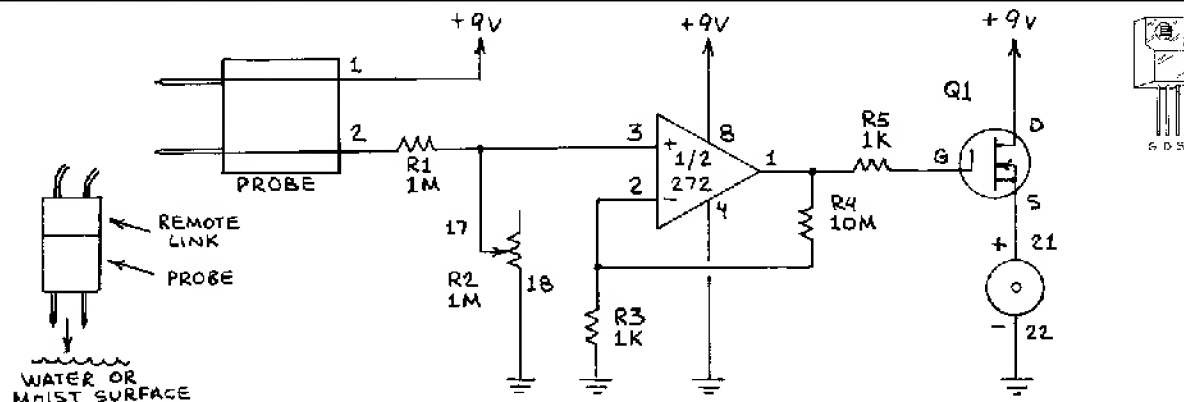 +9V
+9V
+9V
1
2
PROBE
R1
1M
REMOTE
LINK
PROBE
WATER OR
MOIST SURFACE
17
18
R2
1M
3
+
2
-
1/2
272
8
4
1
R3
1K
R4
10M
R5
1K
Q1
G
D
S
+ 21
- 22
G D S